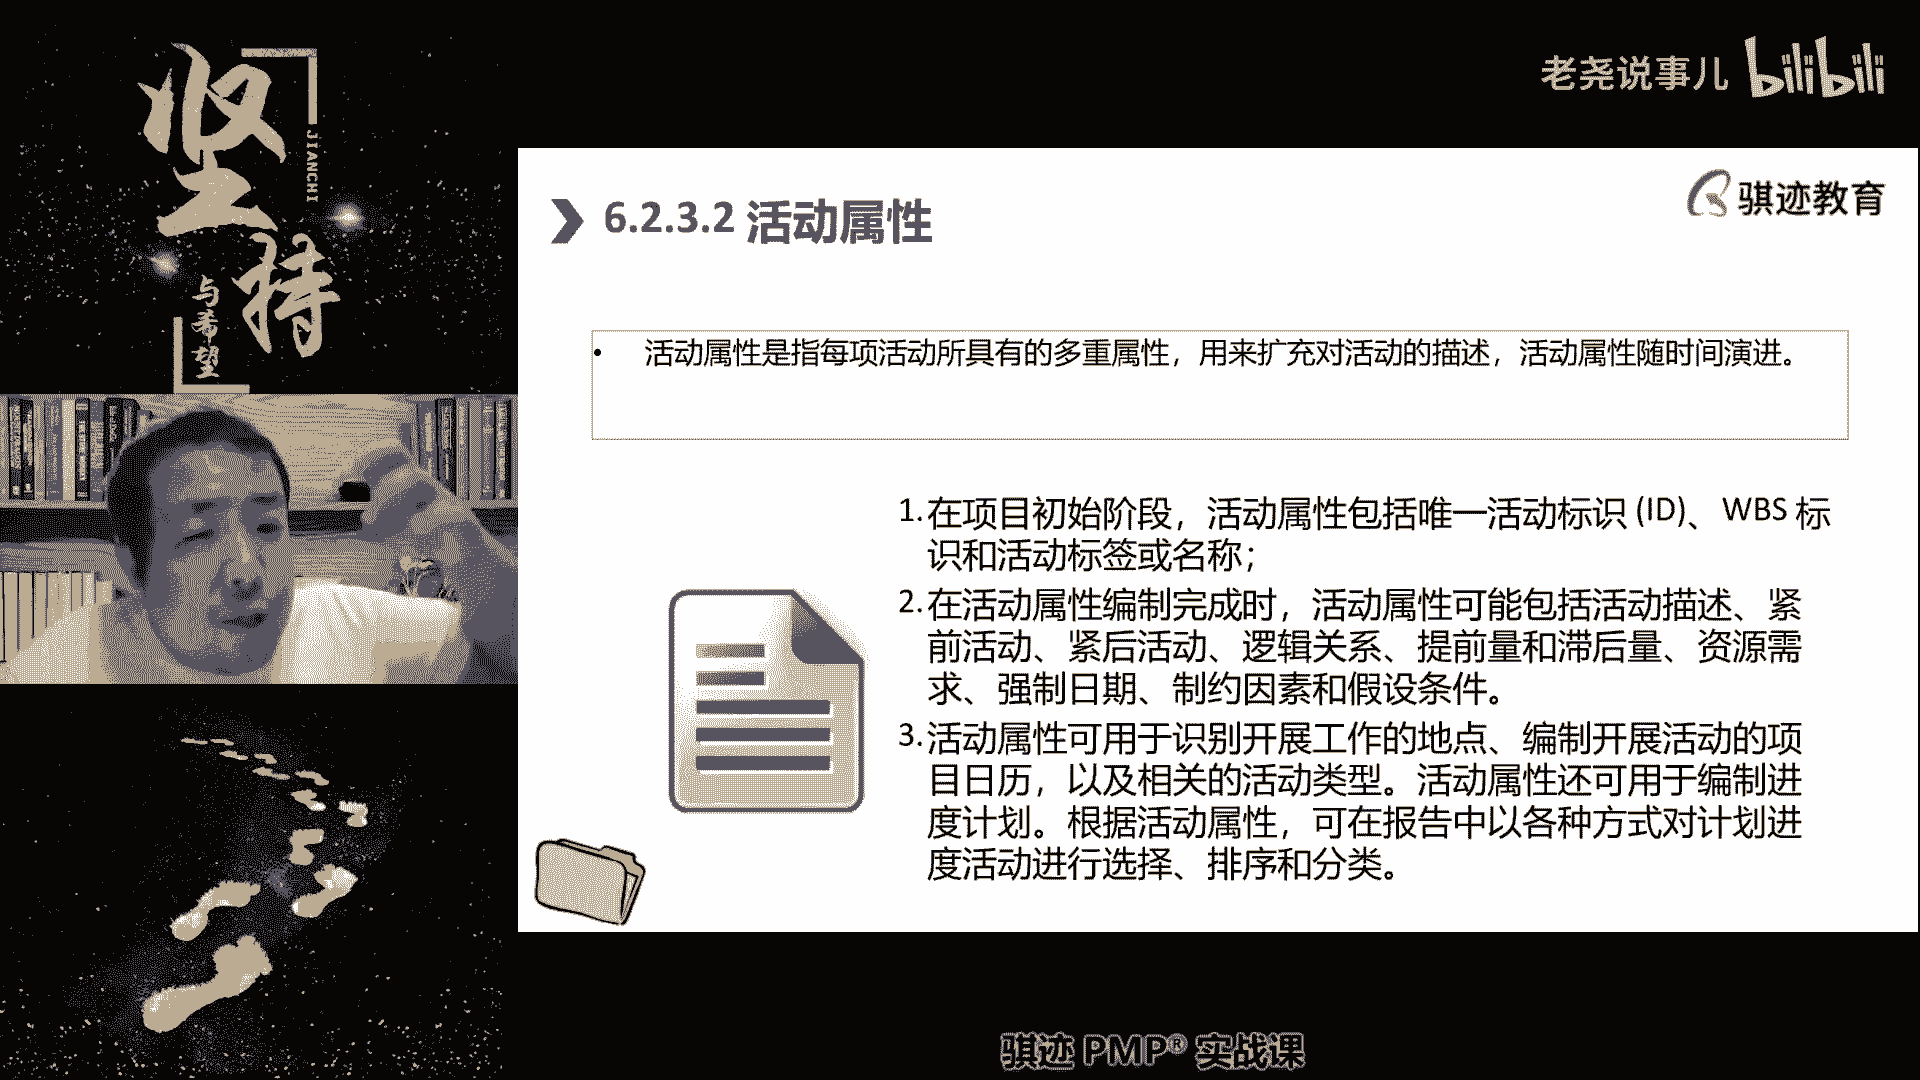 坚持
JIANCHI
与希望
老尧说事儿 bilibili
骐迹教育
6.2.3.2 活动属性
• 活动属性是指每项活动所具有的多重属性，用来扩充对活动的描述，活动属性随时间演进。
1.在项目初始阶段，活动属性包括唯一活动标识 (ID)、WBS 标
识和活动标签或名称；
2.在活动属性编制完成时，活动属性可能包括活动描述、紧
前活动、紧后活动、逻辑关系、提前量和滞后量、资源需
求、强制日期、制约因素和假设条件。
3.活动属性可用于识别开展工作的地点、编制开展活动的项
目日历，以及相关的活动类型。活动属性还可用于编制进
度计划。根据活动属性，可在报告中以各种方式对计划进
度活动进行选择、排序和分类。
骐迹 PMP® 实战课